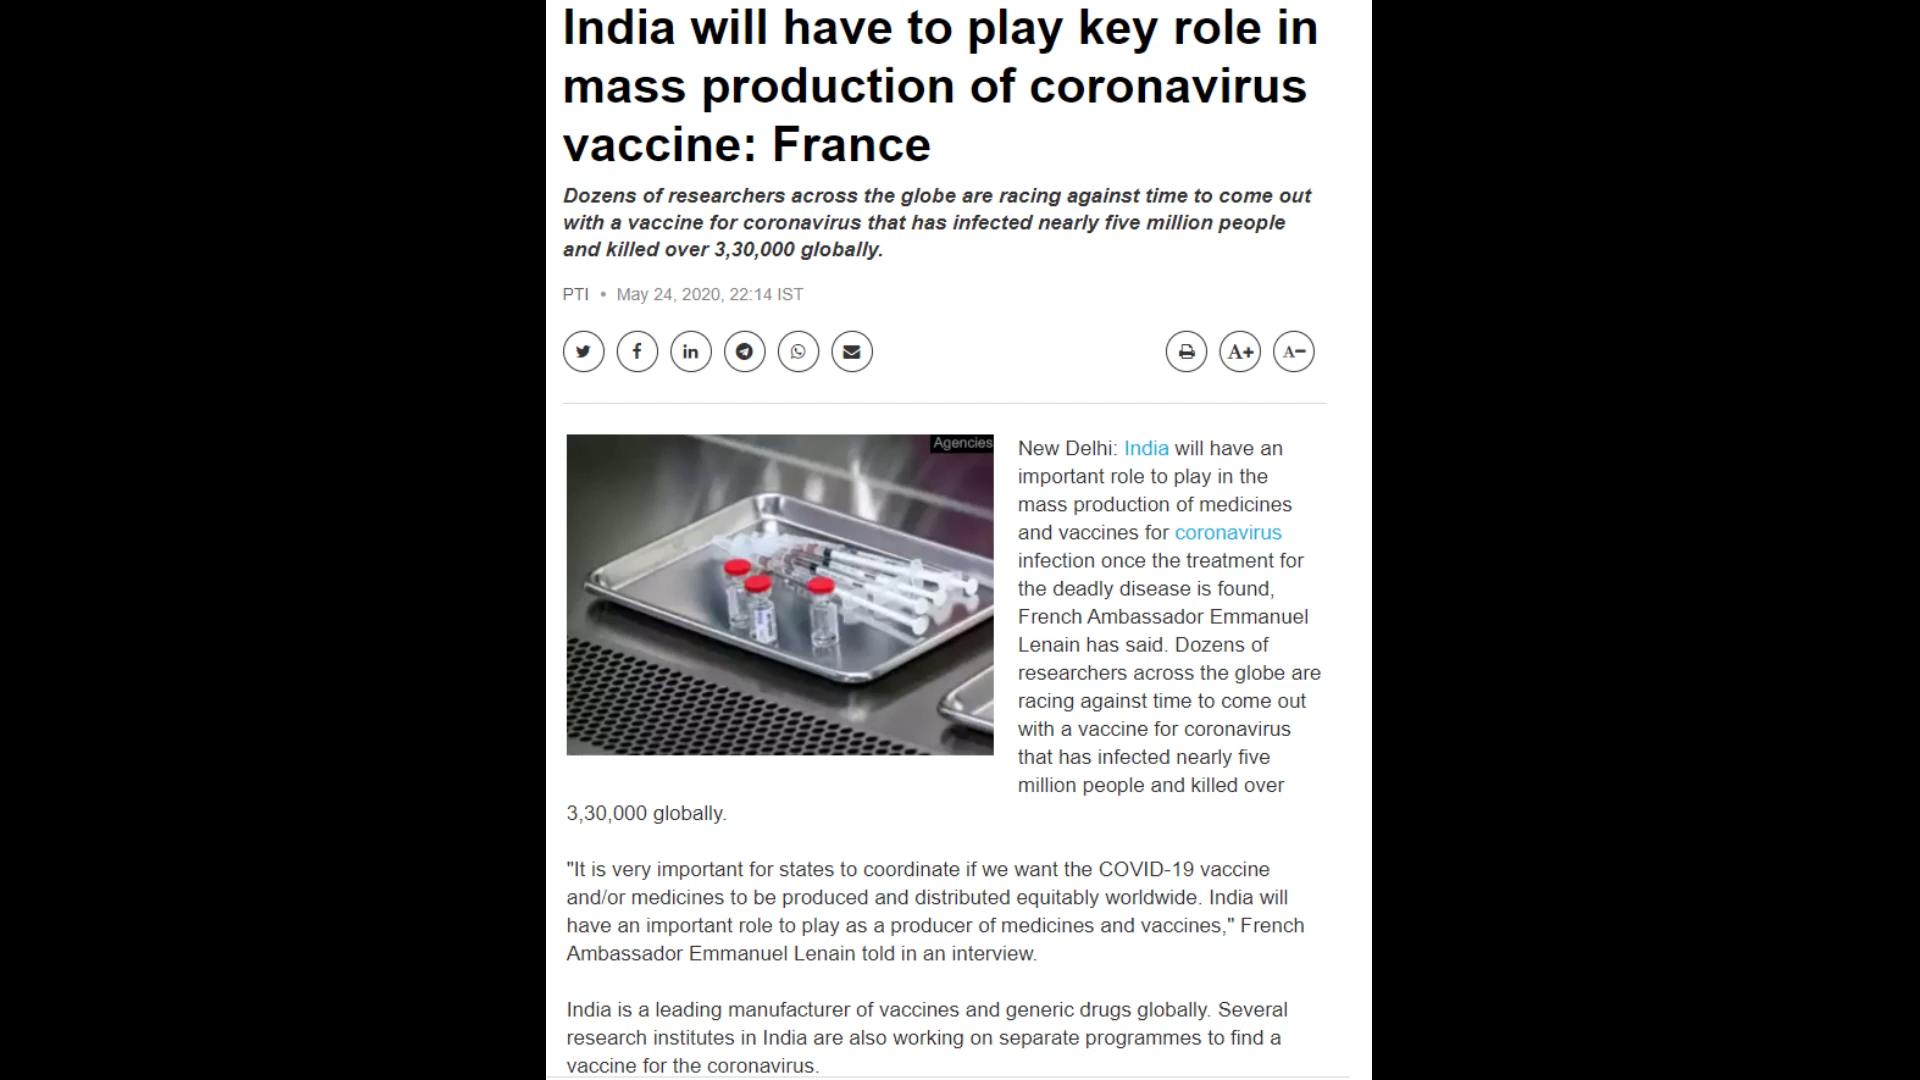 India will have to play key role in
mass production of coronavirus
vaccine: France
Dozens of researchers across the globe are racing against time to come out
with a vaccine for coronavirus that has infected nearly five million people
and killed over 3,30,000 globally.
PTI • May 24, 2020, 22:14 IST
f in A+ A-
Agencies
New Delhi: India will have an
important role to play in the
mass production of medicines
and vaccines for coronavirus
infection once the treatment for
the deadly disease is found,
French Ambassador Emmanuel
Lenain has said. Dozens of
researchers across the globe are
racing against time to come out
with a vaccine for coronavirus
that has infected nearly five
million people and killed over
3,30,000 globally.
"It is very important for states to coordinate if we want the COVID-19 vaccine
and/or medicines to be produced and distributed equitably worldwide. India will
have an important role to play as a producer of medicines and vaccines," French
Ambassador Emmanuel Lenain told in an interview.
India is a leading manufacturer of vaccines and generic drugs globally. Several
research institutes in India are also working on separate programmes to find a
vaccine for the coronavirus.